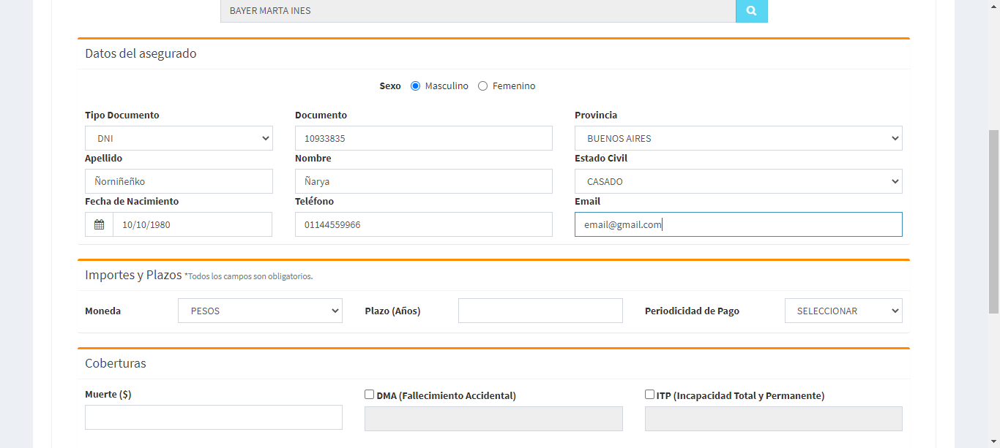 BAYER MARTA INES
Datos del asegurado
Sexo Masculino Femenino
Tipo Documento Documento Provincia
DNI 10933835 BUENOS AIRES
Apellido Nombre Estado Civil
Ñorniñeñko Ñarya CASADO
Fecha de Nacimiento Teléfono Email
10/10/1980 01144559966 email@gmail.com
Importes y Plazos *Todos los campos son obligatorios.
Moneda PESOS Plazo (Años) Periodicidad de Pago SELECCIONAR
Coberturas
Muerte ($) DMA (Fallecimiento Accidental) ITP (Incapacidad Total y Permanente)